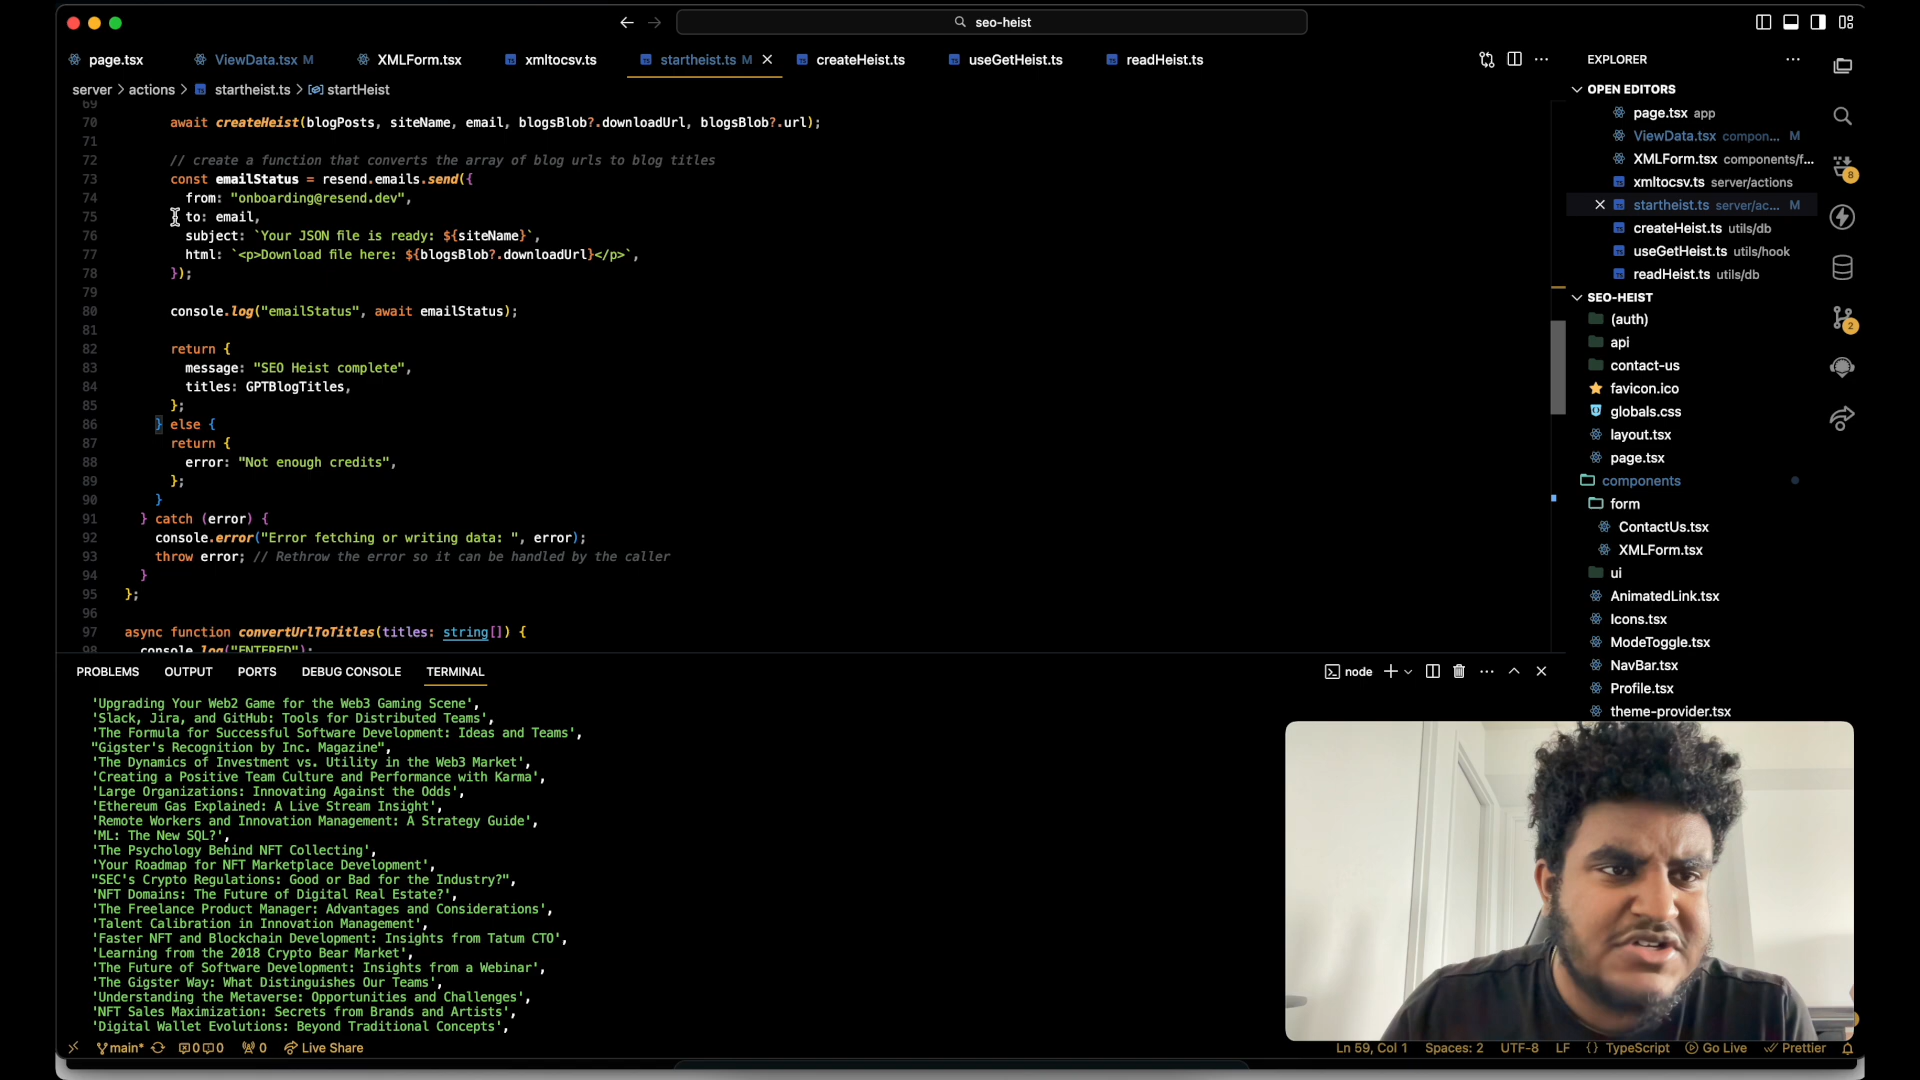 seo-heist
page.tsx
ViewData.tsx M
XMLForm.tsx
xmltocsv.ts
startheist.ts M
createHeist.ts
useGetHeist.ts
readHeist.ts
server > actions > startheist.ts > startHeist
69
70 await createHeist(blogPosts, siteName, email, blogsBlob?.downloadUrl, blogsBlob?.url);
71
72 // create a function that converts the array of blog urls to blog titles
73 const emailStatus = resend.emails.send({
74 from: "onboarding@resend.dev",
75 to: email,
76 subject: `Your JSON file is ready: ${siteName}`,
77 html: `<p>Download file here: ${blogsBlob?.downloadUrl}</p>`,
78 });
79
80 console.log("emailStatus", await emailStatus);
81
82 return {
83 message: "SEO Heist complete",
84 titles: GPTBlogTitles,
85 };
86 } else {
87 return {
88 error: "Not enough credits",
89 };
90 }
91 } catch (error) {
92 console.error("Error fetching or writing data: ", error);
93 throw error; // Rethrow the error so it can be handled by the caller
94 }
95 };
96
97 async function convertUrlToTitles(titles: string[]) {
98 console.log("ENTERED");
PROBLEMS OUTPUT PORTS DEBUG CONSOLE TERMINAL
node
'Upgrading Your Web2 Game for the Web3 Gaming Scene',
'Slack, Jira, and GitHub: Tools for Distributed Teams',
'The Formula for Successful Software Development: Ideas and Teams',
"Gigster's Recognition by Inc. Magazine",
'The Dynamics of Investment vs. Utility in the Web3 Market',
'Creating a Positive Team Culture and Performance with Karma',
'Large Organizations: Innovating Against the Odds',
'Ethereum Gas Explained: A Live Stream Insight',
'Remote Workers and Innovation Management: A Strategy Guide',
'ML: The New SQL?',
'The Psychology Behind NFT Collecting',
'Your Roadmap for NFT Marketplace Development',
"SEC's Crypto Regulations: Good or Bad for the Industry?",
'NFT Domains: The Future of Digital Real Estate?',
'The Freelance Product Manager: Advantages and Considerations',
'Talent Calibration in Innovation Management',
'Faster NFT and Blockchain Development: Insights from Tatum CTO',
'Learning from the 2018 Crypto Bear Market',
'The Future of Software Development: Insights from a Webinar',
'The Gigster Way: What Distinguishes Our Teams',
'Understanding the Metaverse: Opportunities and Challenges',
'NFT Sales Maximization: Secrets from Brands and Artists',
'Digital Wallet Evolutions: Beyond Traditional Concepts',
main* 0 0 0 Live Share
Ln 59, Col 1 Spaces: 2 UTF-8 LF {} TypeScript Go Live Prettier
EXPLORER
OPEN EDITORS
page.tsx app
ViewData.tsx compon... M
XMLForm.tsx components/f...
xmltocsv.ts server/actions
startheist.ts server/ac... M
createHeist.ts utils/db
useGetHeist.ts utils/hook
readHeist.ts utils/db
SEO-HEIST
(auth)
api
contact-us
favicon.ico
globals.css
layout.tsx
page.tsx
components
form
ContactUs.tsx
XMLForm.tsx
ui
AnimatedLink.tsx
Icons.tsx
ModeToggle.tsx
NavBar.tsx
Profile.tsx
theme-provider.tsx
8
2